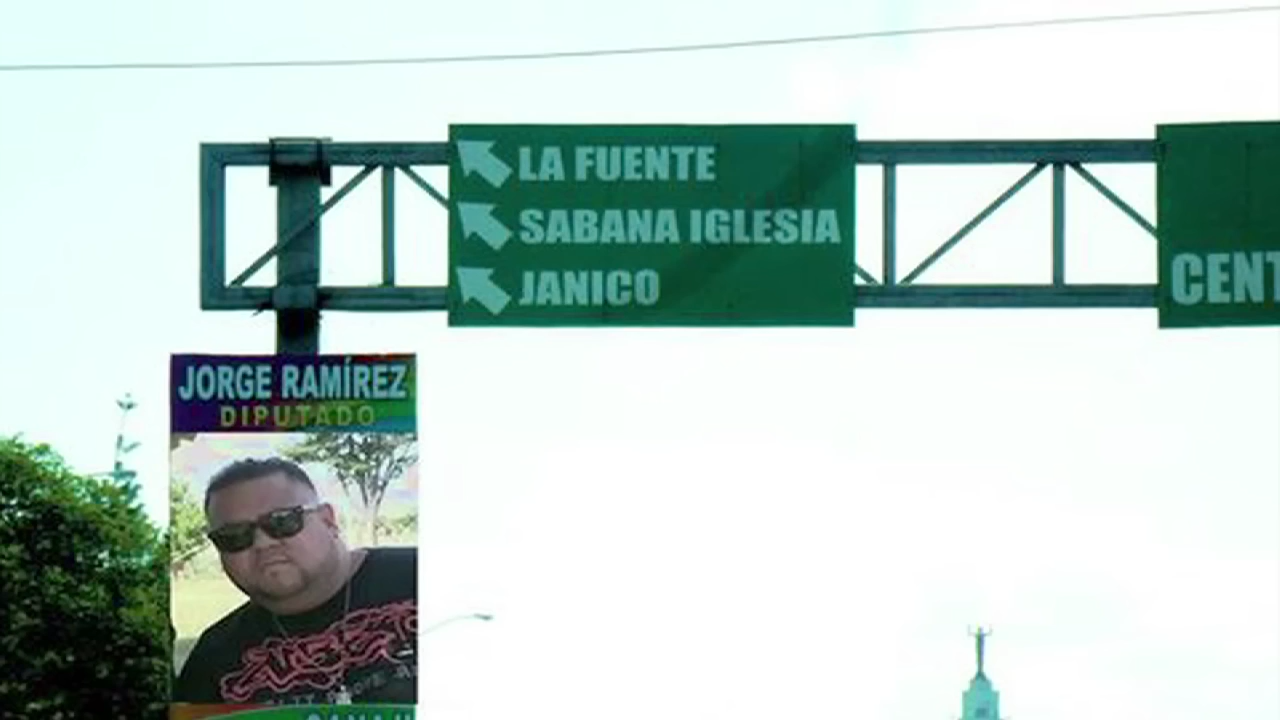 LA FUENTE
SABANA IGLESIA
JANICO
CENT
JORGE RAMÍREZ
DIPUTADO